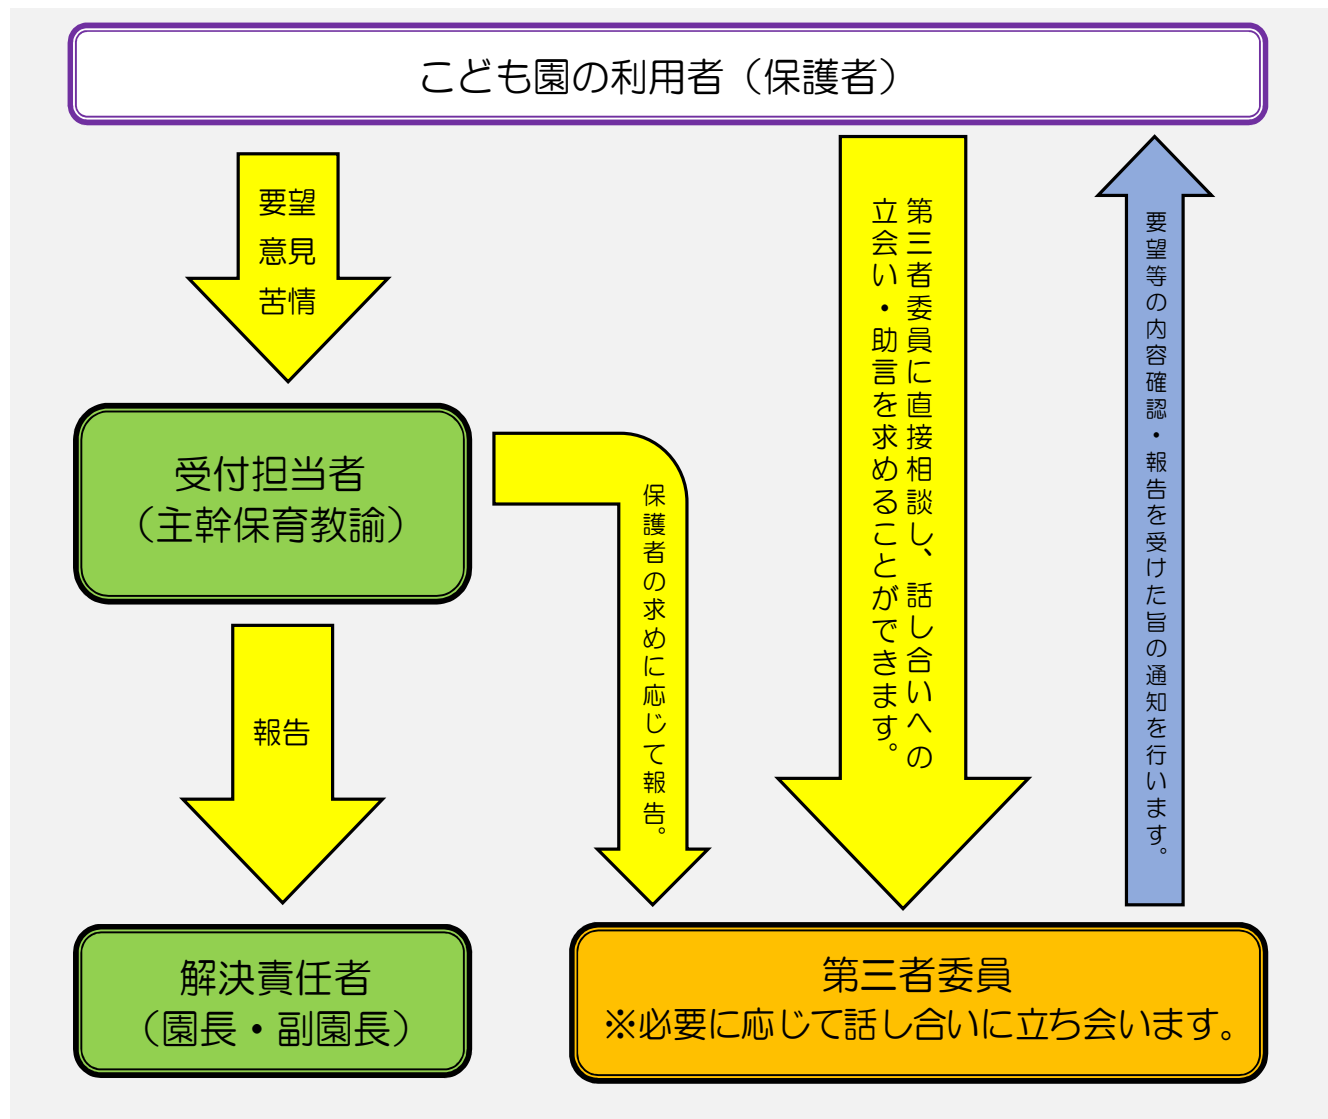 こども園の利用者（保護者）
要望
意見
苦情
受付担当者
（主幹保育教諭）
報告
解決責任者
（園長・副園長）
保護者の求めに応じて報告。
第三者委員に直接相談し、話し合いへの
立会い・助言を求めることができます。
要望等の内容確認・報告を受けた旨の通知を行います。
第三者委員
※必要に応じて話し合いに立ち会います。